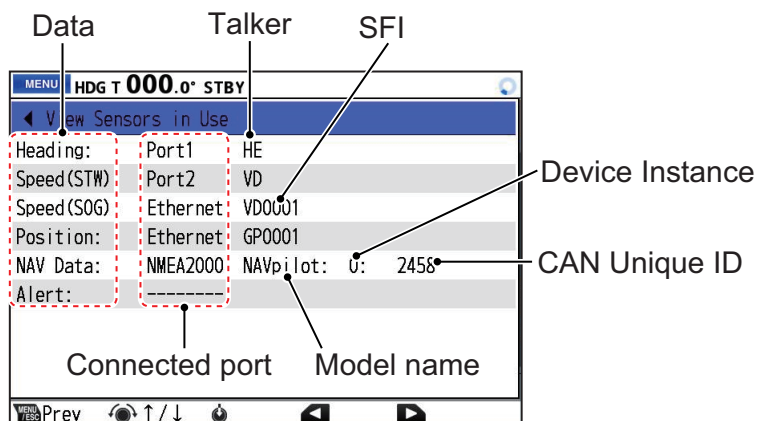 Data Talker SFI
MENU HDG T 000.0° STBY
◀ View Sensors in Use
Heading: Port1 HE
Speed(STW) Port2 VD
Speed(SOG) Ethernet VD0001
Position: Ethernet GP0001
NAV Data: NMEA2000 NAVpilot: 0: 2458
Alert: --------
Device Instance
CAN Unique ID
Connected port Model name
MENU/ESC Prev ↑/↓